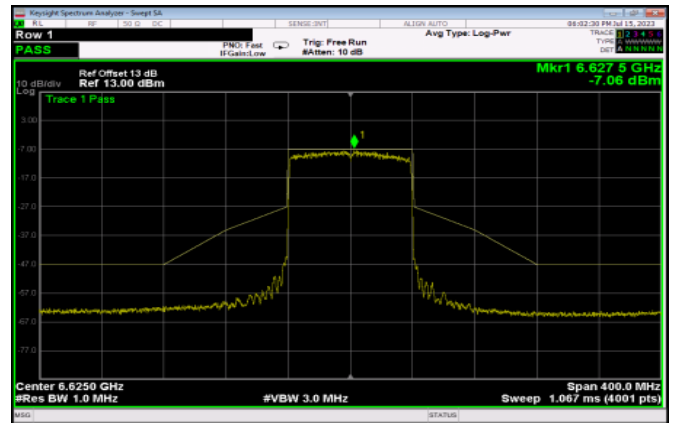 Keysight Spectrum Analyzer - Swept SA
RL RF 50 Ω DC SENSE:INT ALIGN AUTO 06:02:30 PM Jul 15, 2023
Row 1 Avg Type: Log-Pwr TRACE 1 2 3 4 5 6
PNO: Fast Trig: Free Run TYPE A WWWWW
PASS IFGain:Low #Atten: 10 dB DET A N N N N N
Mkr1 6.627 5 GHz
Ref Offset 13 dB
10 dB/div Ref 13.00 dBm -7.06 dBm
Log
Trace 1 Pass
3.00
1
-7.00
-17.0
-27.0
-37.0
-47.0
-57.0
-67.0
-77.0
Center 6.6250 GHz Span 400.0 MHz
#Res BW 1.0 MHz #VBW 3.0 MHz Sweep 1.067 ms (4001 pts)
MSG STATUS